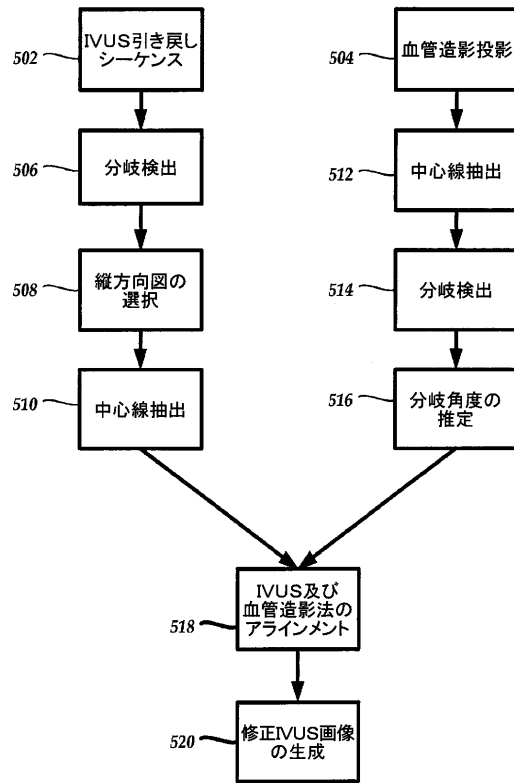 502
IVUS引き戻し
シーケンス
504
血管造影投影
506
分岐検出
512
中心線抽出
508
縦方向図の
選択
514
分岐検出
510
中心線抽出
516
分岐角度の
推定
518
IVUS及び
血管造影法の
アラインメント
520
修正IVUS画像
の生成